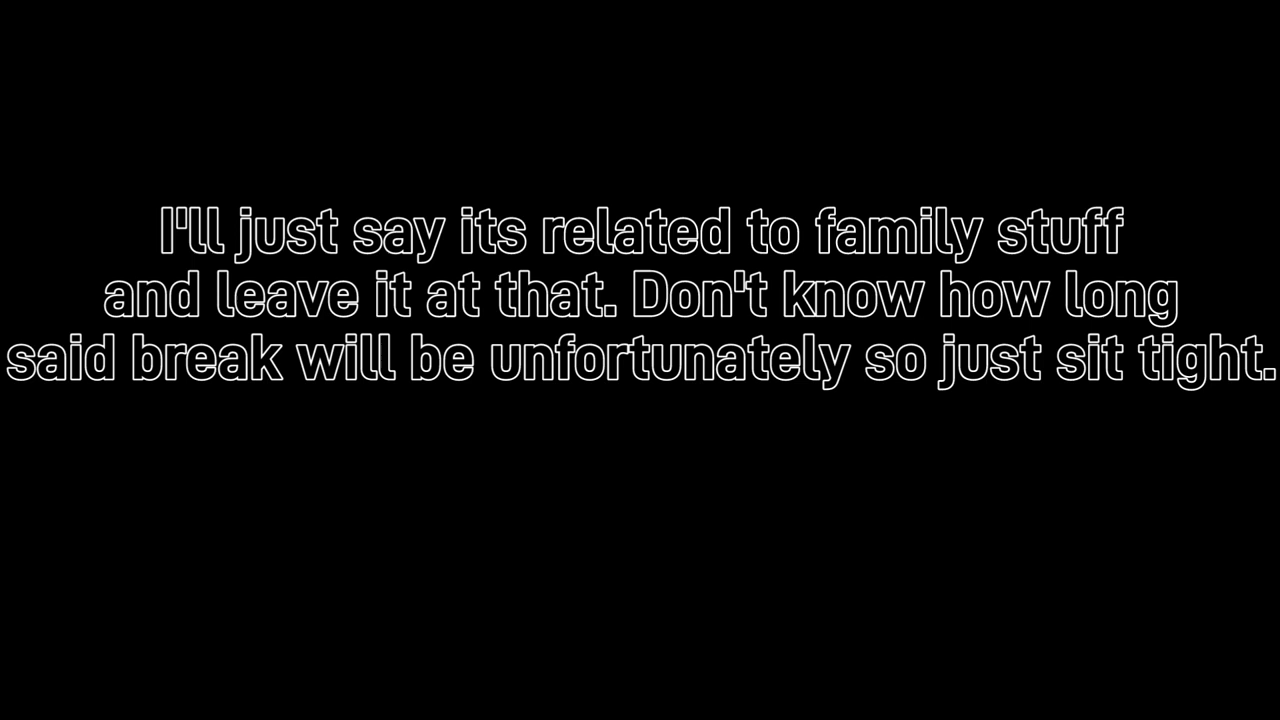 I'll just say its related to family stuff
and leave it at that. Don't know how long
said break will be unfortunately so just sit tight.